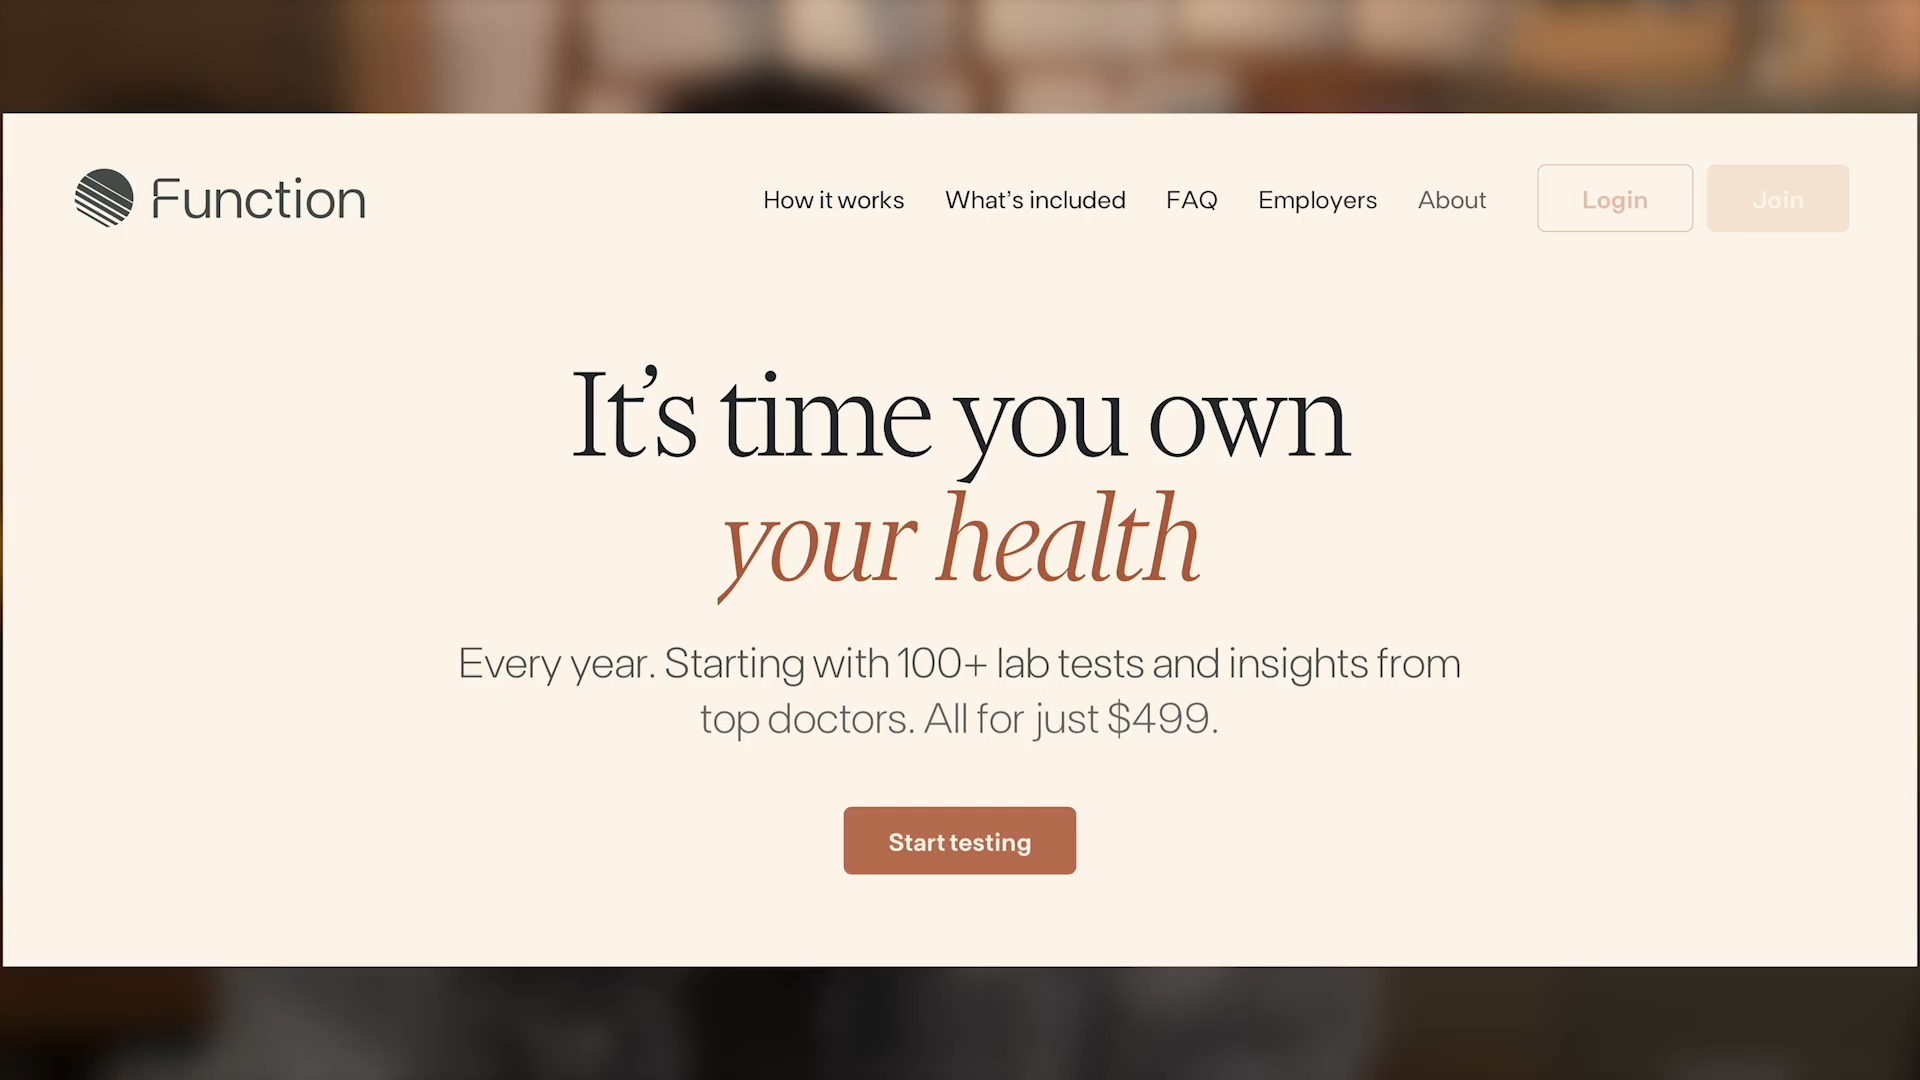 Function
How it works
What's included
FAQ
Employers
About
Login
Join
It’s time you own
your health
Every year. Starting with 100+ lab tests and insights from
top doctors. All for just $499.
Start testing